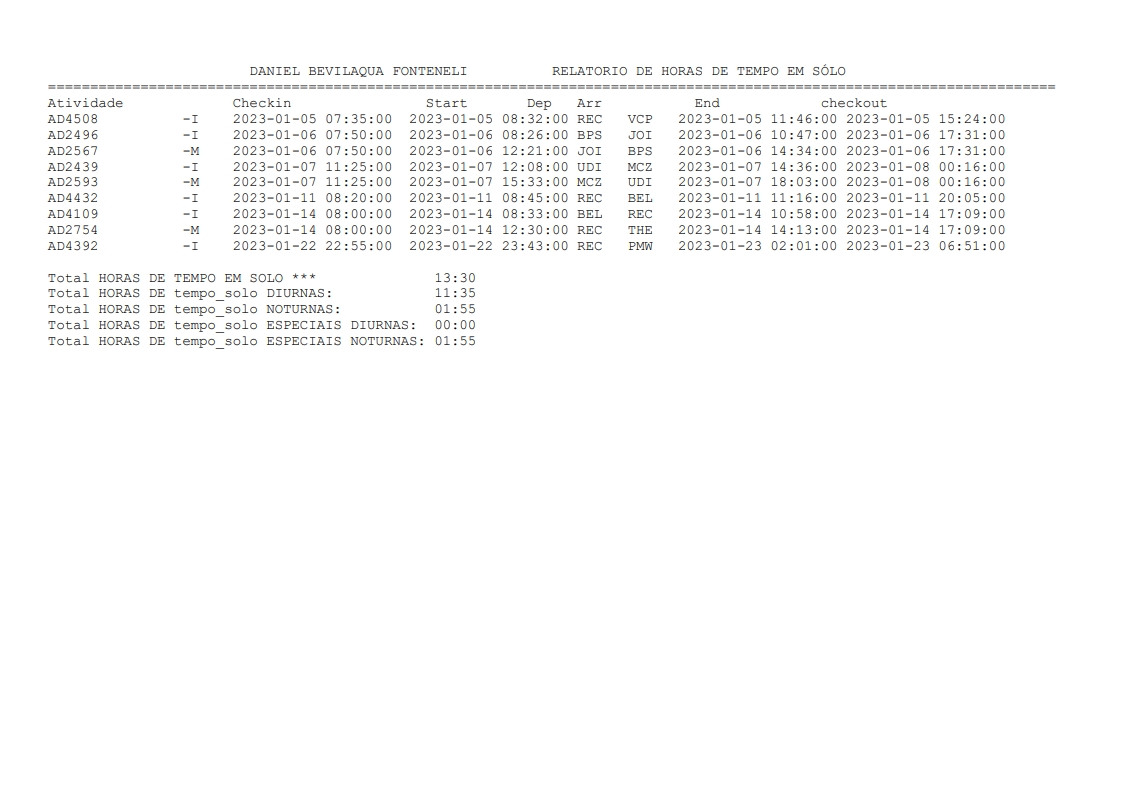 DANIEL BEVILAQUA FONTENELI          RELATORIO DE HORAS DE TEMPO EM SÓLO
========================================================================================================================
Atividade             Checkin                Start       Dep   Arr           End            checkout
AD4508          -I    2023-01-05 07:35:00  2023-01-05 08:32:00 REC   VCP   2023-01-05 11:46:00 2023-01-05 15:24:00
AD2496          -I    2023-01-06 07:50:00  2023-01-06 08:26:00 BPS   JOI   2023-01-06 10:47:00 2023-01-06 17:31:00
AD2567          -M    2023-01-06 07:50:00  2023-01-06 12:21:00 JOI   BPS   2023-01-06 14:34:00 2023-01-06 17:31:00
AD2439          -I    2023-01-07 11:25:00  2023-01-07 12:08:00 UDI   MCZ   2023-01-07 14:36:00 2023-01-08 00:16:00
AD2593          -M    2023-01-07 11:25:00  2023-01-07 15:33:00 MCZ   UDI   2023-01-07 18:03:00 2023-01-08 00:16:00
AD4432          -I    2023-01-11 08:20:00  2023-01-11 08:45:00 REC   BEL   2023-01-11 11:16:00 2023-01-11 20:05:00
AD4109          -I    2023-01-14 08:00:00  2023-01-14 08:33:00 BEL   REC   2023-01-14 10:58:00 2023-01-14 17:09:00
AD2754          -M    2023-01-14 08:00:00  2023-01-14 12:30:00 REC   THE   2023-01-14 14:13:00 2023-01-14 17:09:00
AD4392          -I    2023-01-22 22:55:00  2023-01-22 23:43:00 REC   PMW   2023-01-23 02:01:00 2023-01-23 06:51:00
Total HORAS DE TEMPO EM SOLO ***              13:30
Total HORAS DE tempo_solo DIURNAS:            11:35
Total HORAS DE tempo_solo NOTURNAS:           01:55
Total HORAS DE tempo_solo ESPECIAIS DIURNAS:  00:00
Total HORAS DE tempo_solo ESPECIAIS NOTURNAS: 01:55